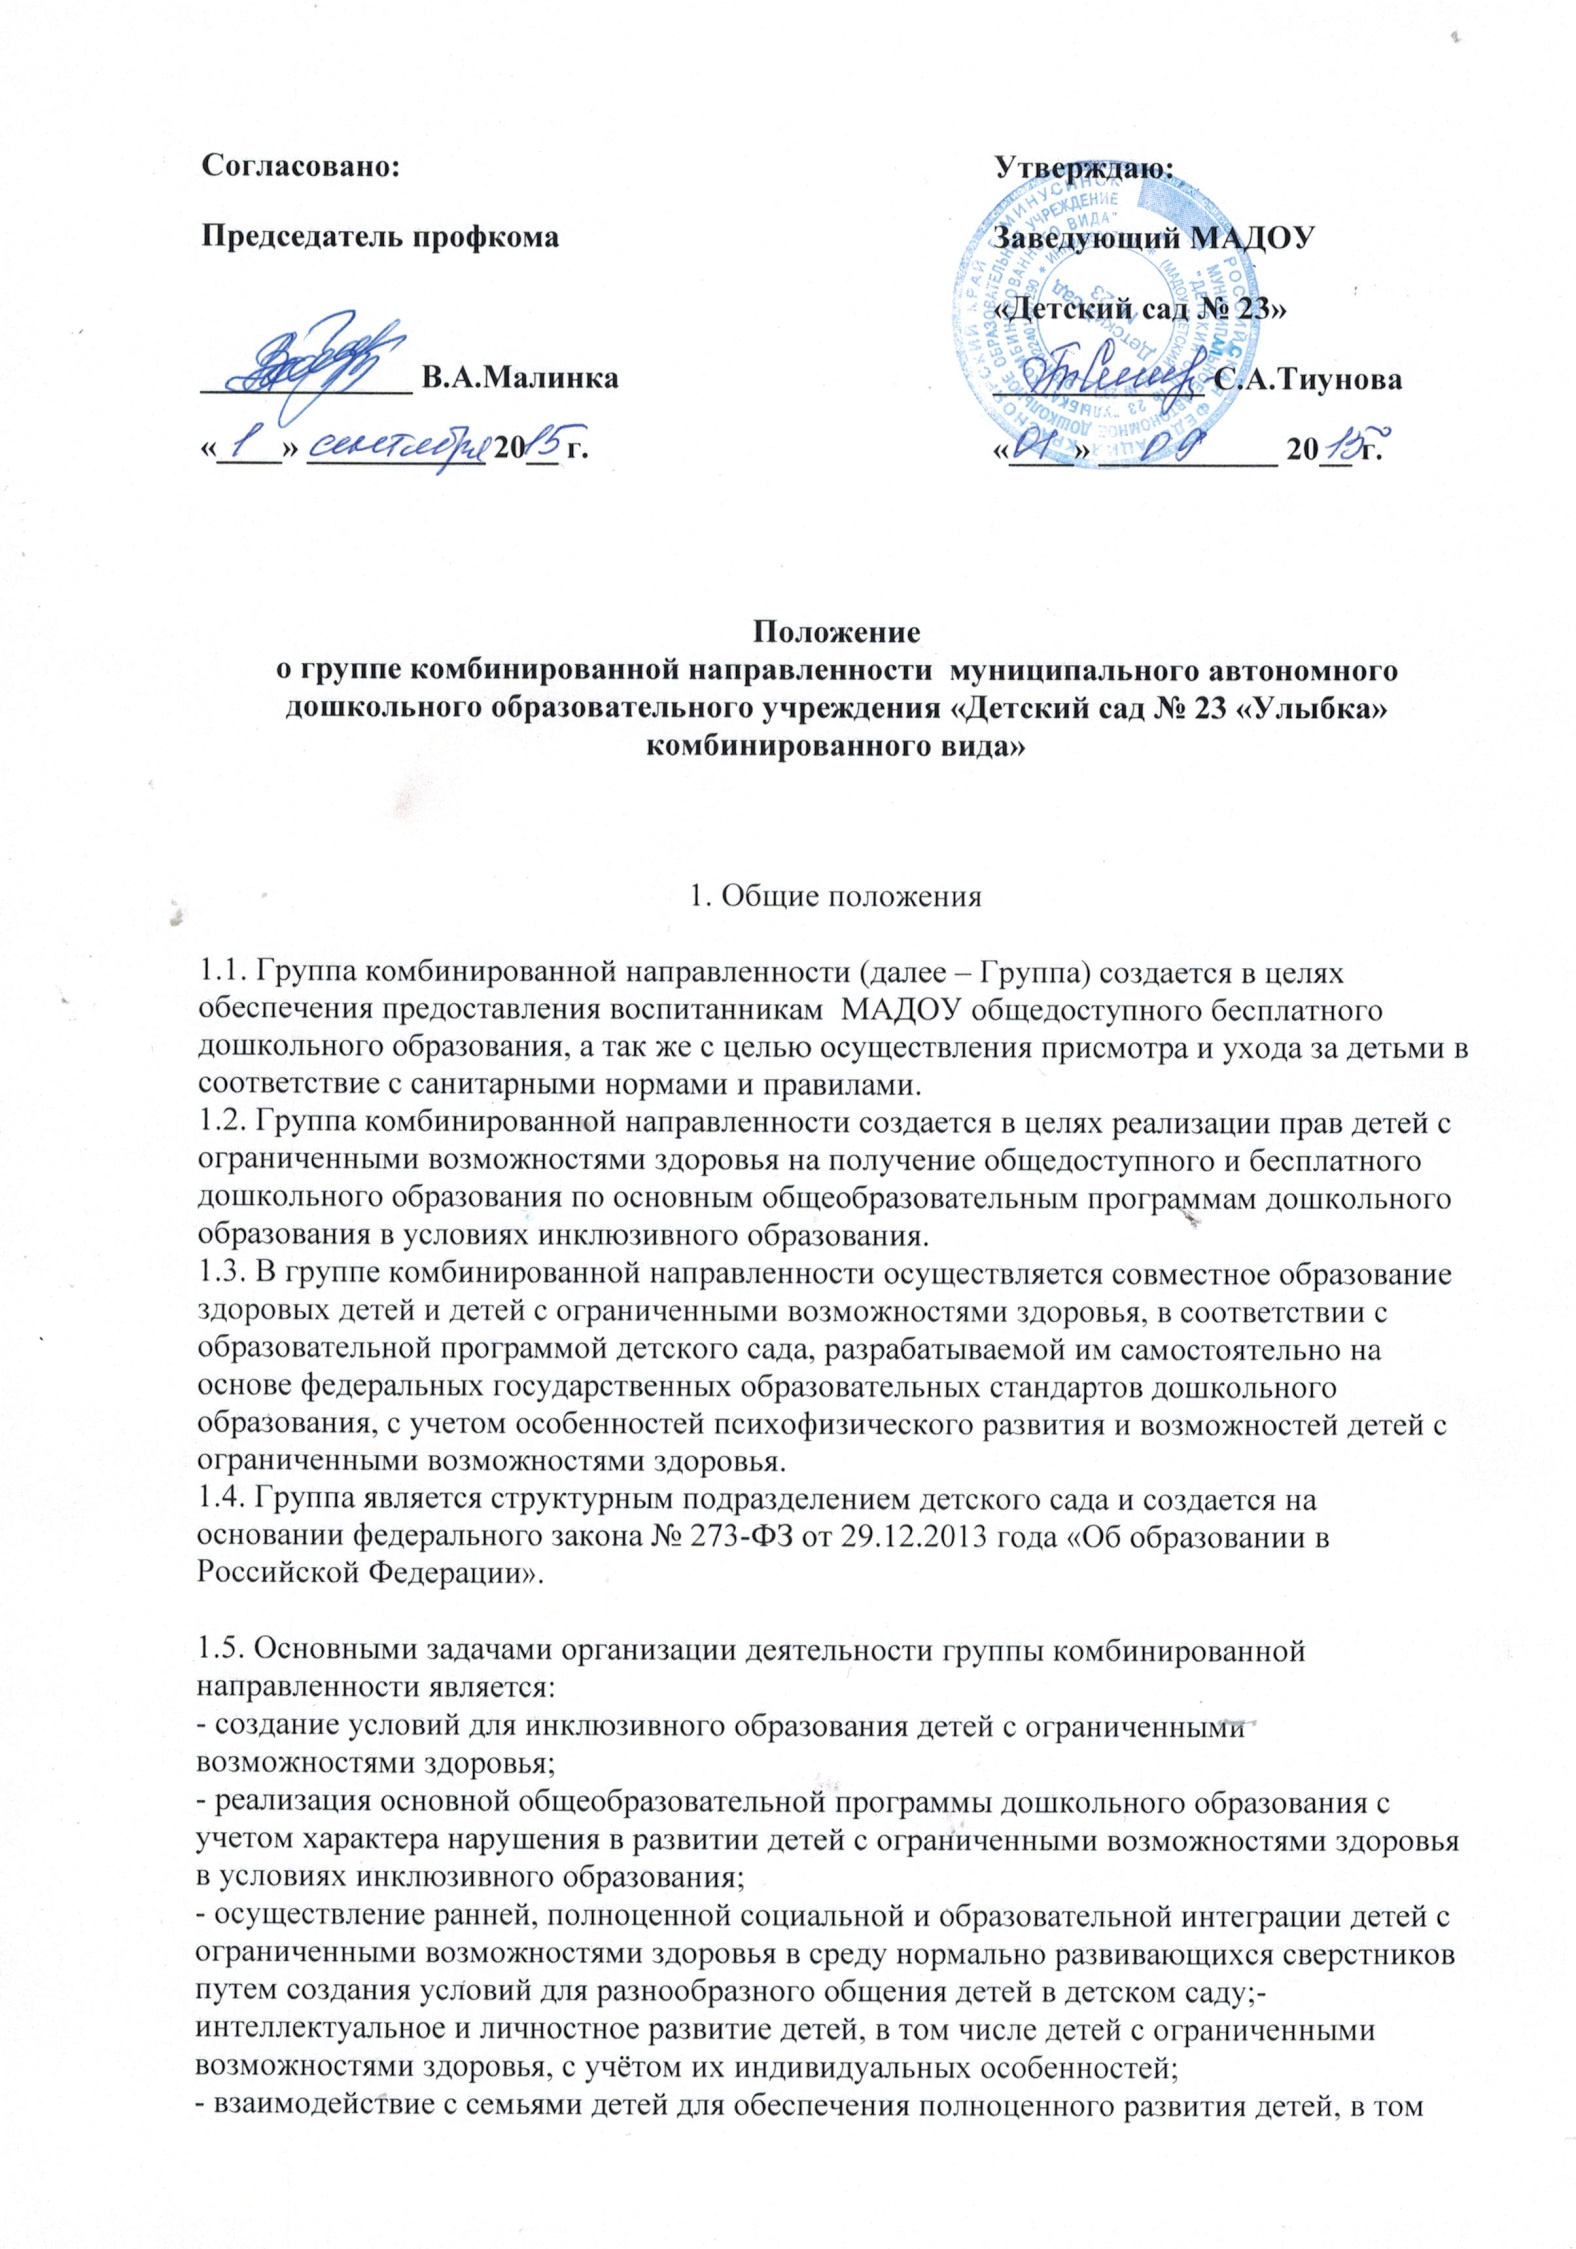 Согласовано:
Утверждаю:
Председатель профкома
Заведующий МАДОУ
«Детский сад № 23»
_____________ В.А.Малинка
_____________ С.А.Тиунова
« 1 » сентября 2015 г.
« 01 » 09 2015 г.
Положение
о группе комбинированной направленности  муниципального автономного
дошкольного образовательного учреждения «Детский сад № 23 «Улыбка»
комбинированного вида»
1. Общие положения
1.1. Группа комбинированной направленности (далее – Группа) создается в целях
обеспечения предоставления воспитанникам  МАДОУ общедоступного бесплатного
дошкольного образования, а так же с целью осуществления присмотра и ухода за детьми в
соответствие с санитарными нормами и правилами.
1.2. Группа комбинированной направленности создается в целях реализации прав детей с
ограниченными возможностями здоровья на получение общедоступного и бесплатного
дошкольного образования по основным общеобразовательным программам дошкольного
образования в условиях инклюзивного образования.
1.3. В группе комбинированной направленности осуществляется совместное образование
здоровых детей и детей с ограниченными возможностями здоровья, в соответствии с
образовательной программой детского сада, разрабатываемой им самостоятельно на
основе федеральных государственных образовательных стандартов дошкольного
образования, с учетом особенностей психофизического развития и возможностей детей с
ограниченными возможностями здоровья.
1.4. Группа является структурным подразделением детского сада и создается на
основании федерального закона № 273-ФЗ от 29.12.2013 года «Об образовании в
Российской Федерации».
1.5. Основными задачами организации деятельности группы комбинированной
направленности является:
- создание условий для инклюзивного образования детей с ограниченными
возможностями здоровья;
- реализация основной общеобразовательной программы дошкольного образования с
учетом характера нарушения в развитии детей с ограниченными возможностями здоровья
в условиях инклюзивного образования;
- осуществление ранней, полноценной социальной и образовательной интеграции детей с
ограниченными возможностями здоровья в среду нормально развивающихся сверстников
путем создания условий для разнообразного общения детей в детском саду;-
интеллектуальное и личностное развитие детей, в том числе детей с ограниченными
возможностями здоровья, с учётом их индивидуальных особенностей;
- взаимодействие с семьями детей для обеспечения полноценного развития детей, в том